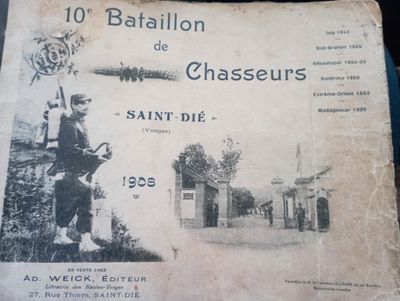 10e Bataillon
de
Chasseurs
Isly 1844
Sidi-Brahim 1845
Sébastopol 1854-55
Solférino 1859
Extrême-Orient 1883
Madagascar 1895
SAINT-DIÉ
(Vosges)
1908
EN VENTE CHEZ
AD. WEICK, ÉDITEUR
Librairie des Hautes-Vosges
27, Rue Thiers, SAINT-DIÉ